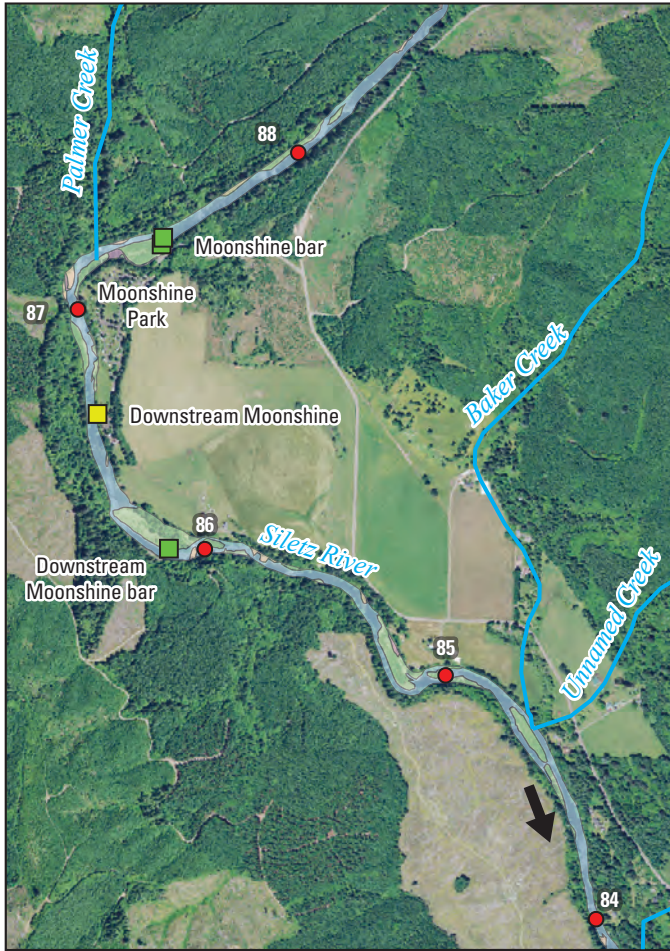 Palmer Creek
88
Moonshine bar
Moonshine
Park
87
Baker Creek
Downstream Moonshine
86
Siletz River
Downstream
Moonshine bar
85
Unnamed Creek
84